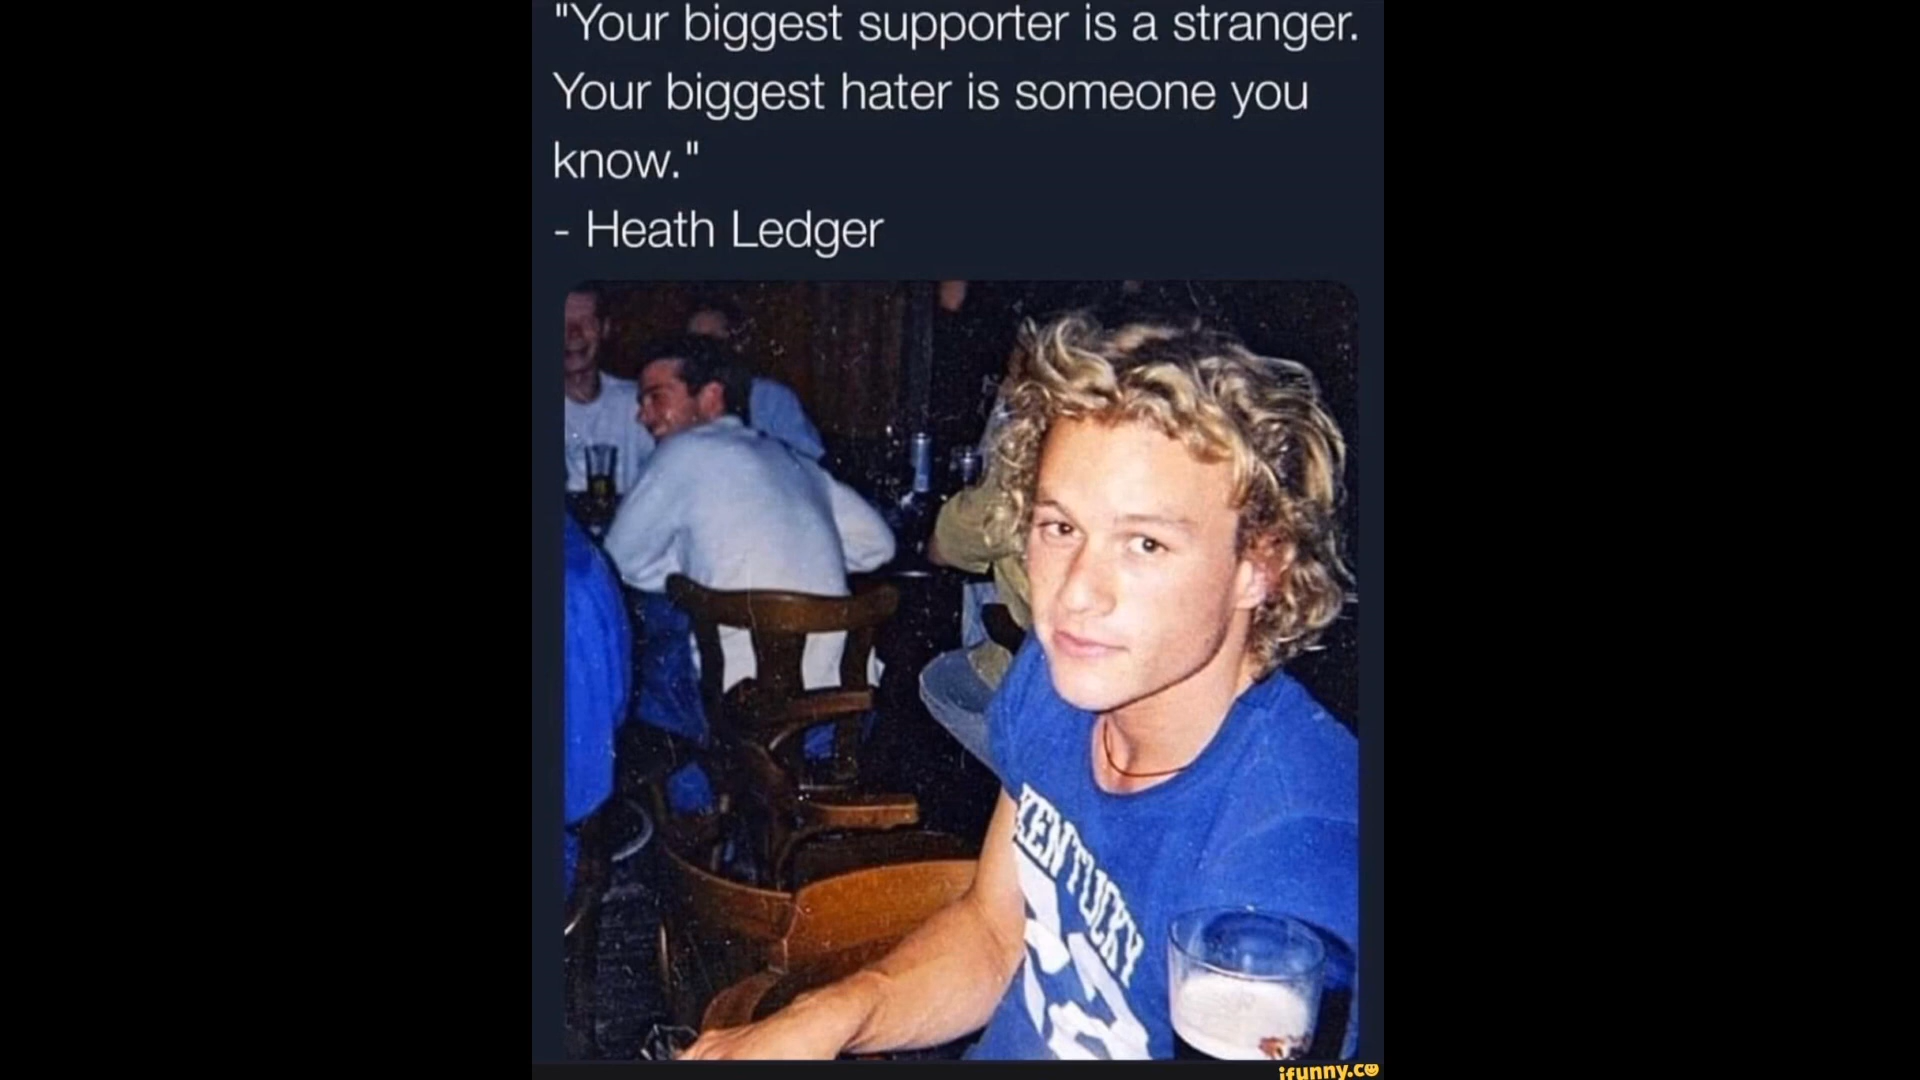 "Your biggest supporter is a stranger.
Your biggest hater is someone you
know."
- Heath Ledger
KENTUCKY
ifunny.co